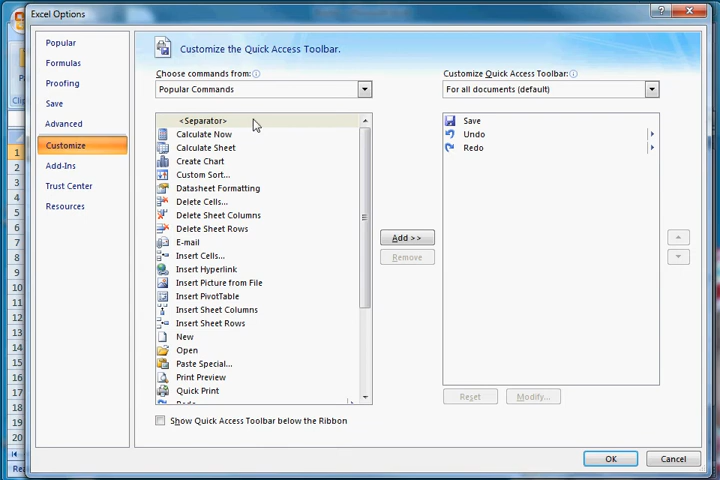 Excel Options
Popular
Formulas
Proofing
Save
Advanced
Customize
Add-Ins
Trust Center
Resources
Customize the Quick Access Toolbar.
Choose commands from:
Popular Commands
<Separator>
Calculate Now
Calculate Sheet
Create Chart
Custom Sort...
Datasheet Formatting
Delete Cells...
Delete Sheet Columns
Delete Sheet Rows
E-mail
Insert Cells...
Insert Hyperlink
Insert Picture from File
Insert PivotTable
Insert Sheet Columns
Insert Sheet Rows
New
Open
Paste Special...
Print Preview
Quick Print
Show Quick Access Toolbar below the Ribbon
Add >>
Remove
Customize Quick Access Toolbar:
For all documents (default)
Save
Undo
Redo
Reset
Modify...
OK
Cancel
1
2
3
4
5
6
7
8
9
10
11
12
13
14
15
16
17
18
19
20